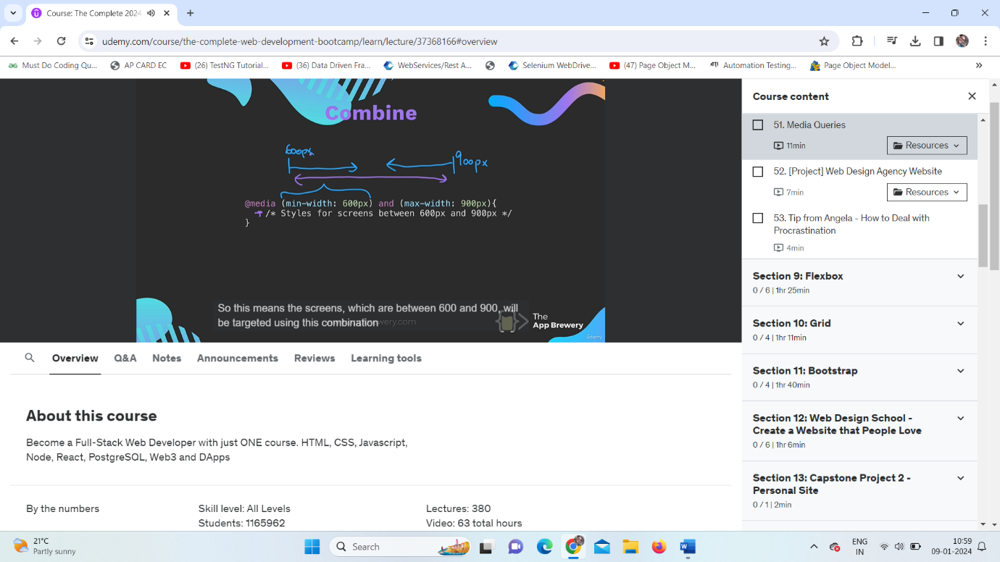 Course: The Complete 2024
udemy.com/course/the-complete-web-development-bootcamp/learn/lecture/37368166#overview
Must Do Coding Qu...
AP CARD EC
(26) TestNG Tutorial...
(36) Data Driven Fra...
WebServices/Rest A...
Selenium WebDrive...
(47) Page Object M...
Automation Testing...
Page Object Model...
»
Combine
600px
900px
@media (min-width: 600px) and (max-width: 900px){
/* Styles for screens between 600px and 900px */
}
So this means the screens, which are between 600 and 900, will
be targeted using this combination
The
App Brewery
udemy
Course content
51. Media Queries
11min
Resources
52. [Project] Web Design Agency Website
7min
Resources
53. Tip from Angela - How to Deal with
Procrastination
4min
Section 9: Flexbox
0 / 6 | 1hr 25min
Section 10: Grid
0 / 4 | 1hr 11min
Section 11: Bootstrap
0 / 4 | 1hr 40min
Section 12: Web Design School -
Create a Website that People Love
0 / 6 | 1hr 6min
Section 13: Capstone Project 2 -
Personal Site
0 / 1 | 2min
Overview
Q&A
Notes
Announcements
Reviews
Learning tools
About this course
Become a Full-Stack Web Developer with just ONE course. HTML, CSS, Javascript,
Node, React, PostgreSQL, Web3 and DApps
By the numbers
Skill level: All Levels
Students: 1165962
Lectures: 380
Video: 63 total hours
21°C
Partly sunny
Search
ENG
IN
10:59
09-01-2024